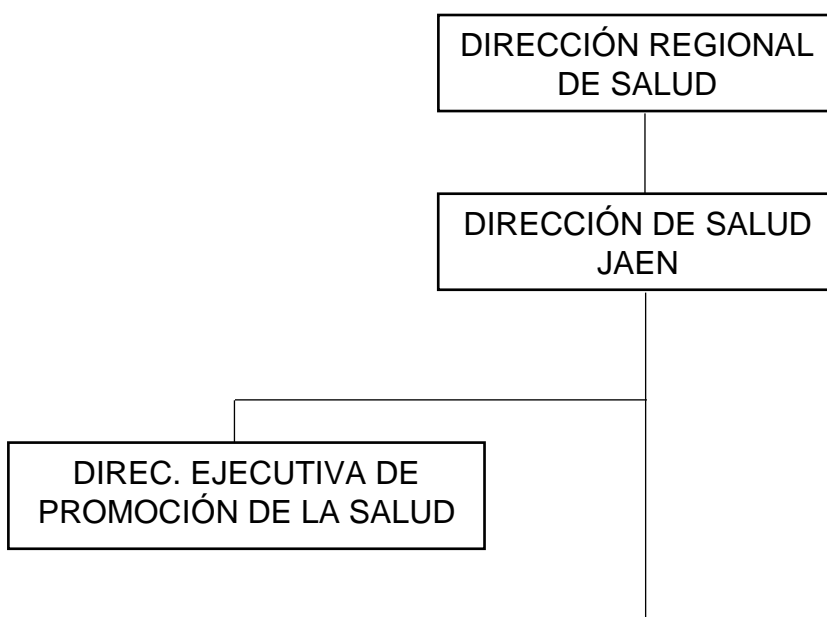 DIRECCIÓN REGIONAL
DE SALUD
DIRECCIÓN DE SALUD
JAEN
DIREC. EJECUTIVA DE
PROMOCIÓN DE LA SALUD